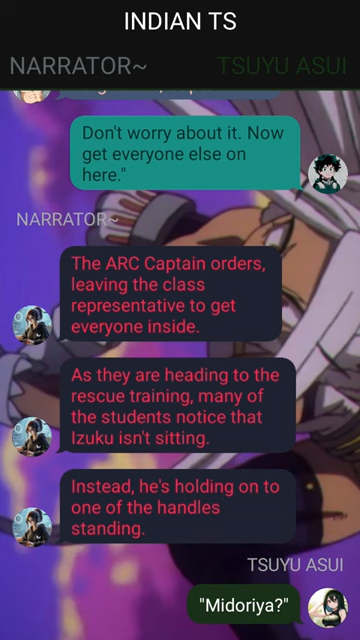 INDIAN TS
NARRATOR~ TSUYU ASUI
Don't worry about it. Now
get everyone else on
here."
NARRATOR~
The ARC Captain orders,
leaving the class
representative to get
everyone inside.
As they are heading to the
rescue training, many of
the students notice that
Izuku isn't sitting.
Instead, he's holding on to
one of the handles
standing.
TSUYU ASUI
"Midoriya?"